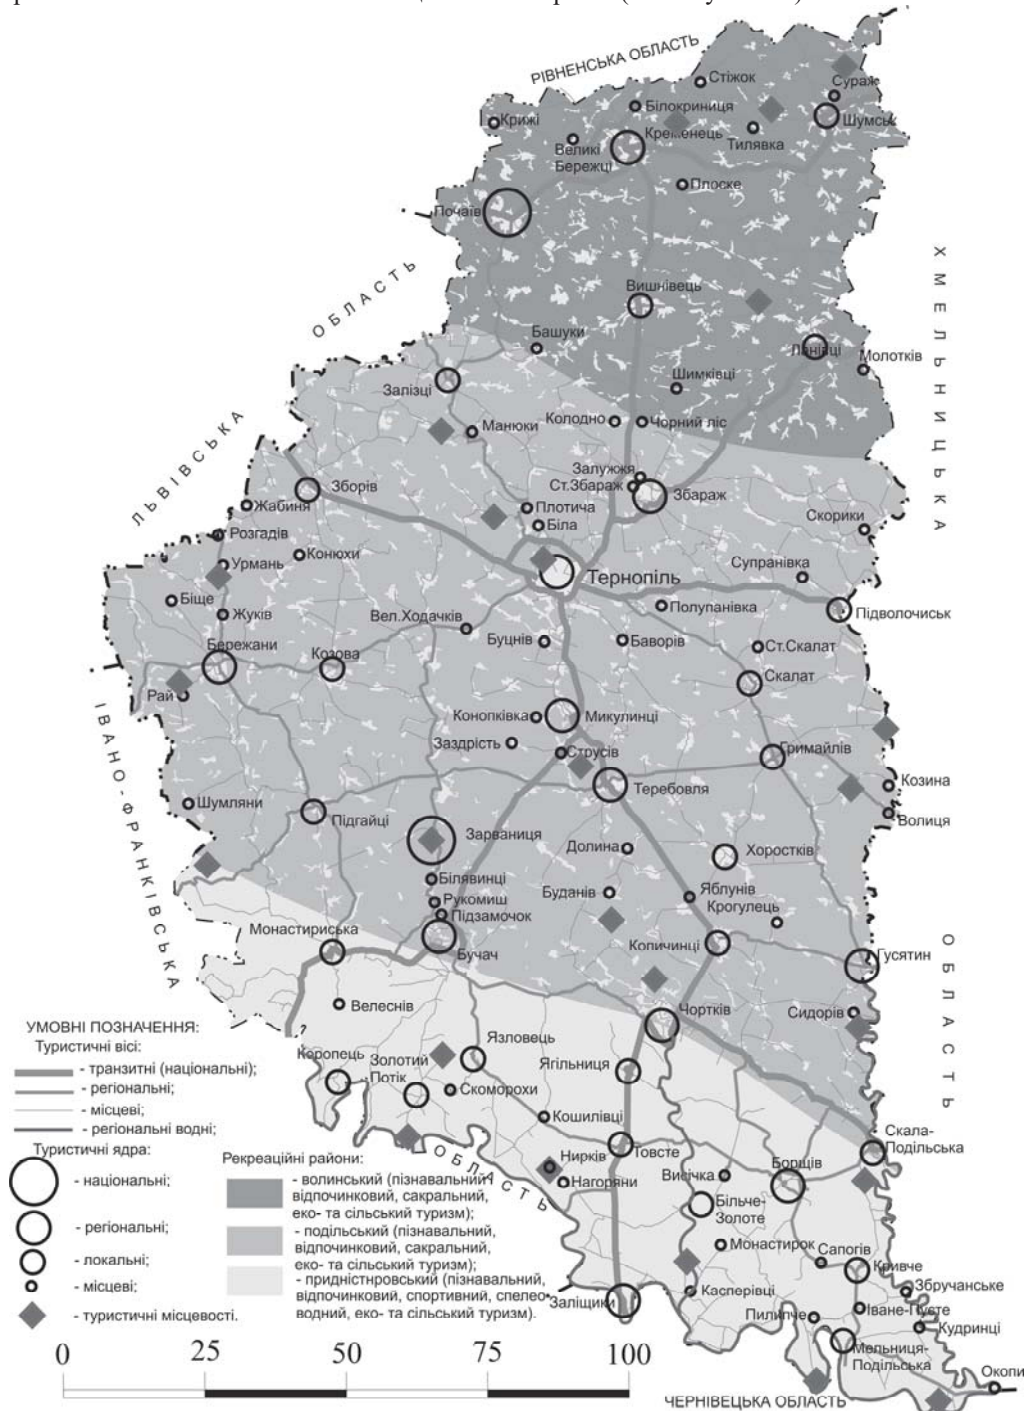 РІВНЕНСЬКА ОБЛАСТЬ
Стіжок
Сураж
Білокриниця
Крижі
Кременець
Шумськ
Великі
Бережці
Тилявка
Плоске
Почаїв
ОБЛАСТЬ
ХМЕЛЬНИЦЬКА
Вишнівець
Башуки
Ланівці
Молотків
Залізці
Шимківці
ЛЬВІВСЬКА
Манюки
Колодно
Чорний ліс
Залужжя
Ст.Збараж
Зборів
Збараж
Жабиня
Плотича
Скорики
Розгадів
Біла
Урмань
Конюхи
Тернопіль
Супранівка
Біще
Полупанівка
Жуків
Підволочиськ
Вел.Ходачків
Буцнів
Баворів
Бережани
Козова
Ст.Скалат
Скалат
Рай
ІВАНО-ФРАНКІВСЬКА
Конопківка
Микулинці
Заздрість
Струсів
Гримайлів
Козина
Теребовля
Шумляни
Підгайці
Волиця
Зарваниця
Долина
Хоростків
Білявинці
Буданів
Яблунів
Рукомиш
Крогулець
Підзамочок
Монастириська
Копичинці
Бучач
Гусятин
ОБЛАСТЬ
Велеснів
Чортків
Сидорів
УМОВНІ ПОЗНАЧЕННЯ:
Туристичні вісі:
- транзитні (національні);
- регіональні;
- місцеві;
- регіональні водні;
Язловець
Коропець
Золотий
Потік
Ягільниця
Скоморохи
Кошилівці
Скала-
Подільська
Туристичні ядра:
- національні;
- регіональні;
- локальні;
- місцеві;
- туристичні місцевості.
ОБЛАСТЬ
Товсте
Нирків
Борщів
Нагоряни
Висічка
Більче-
Золоте
Рекреаційні райони:
- волинський (пізнавальний,
відпочинковий, сакральний,
еко- та сільський туризм);
- подільський (пізнавальний,
відпочинковий, сакральний,
еко- та сільський туризм);
- придністнровський (пізнавальний,
відпочинковий, спортивний, спелео-
водний, еко- та сільський туризм).
Монастирок
Сапогів
Кривче
Збручанське
Касперівці
Заліщики
Пилипче
Іване-Пусте
Кудринці
Мельниця-
Подільська
Окопи
0 25 50 75 100
ЧЕРНІВЕЦЬКА ОБЛАСТЬ